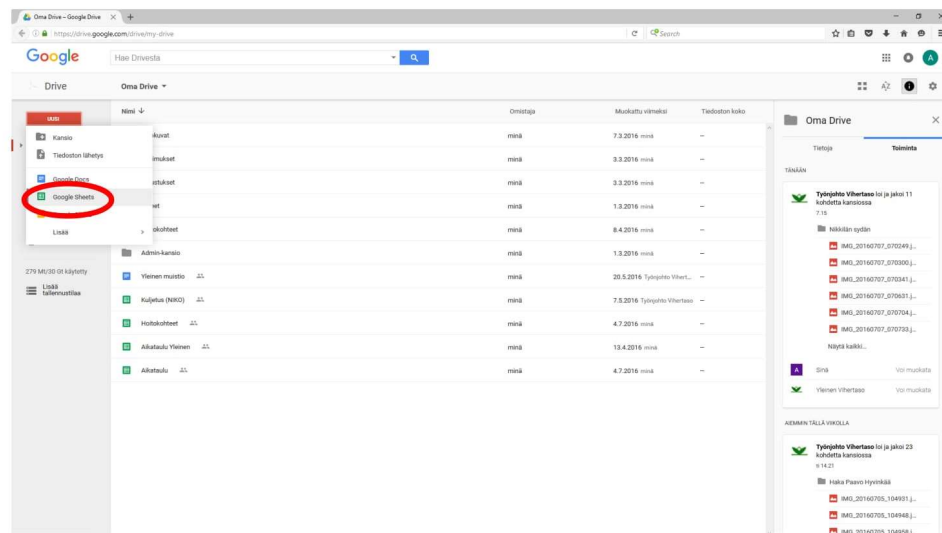 Oma Drive – Google Drive
https://drive.google.com/drive/my-drive
Search
Google
Hae Drivesta
A
Drive
Oma Drive
UUSI
Nimi
Omistaja
Muokattu viimeksi
Tiedoston koko
Kansio
Tiedoston lähetys
Google Docs
Google Sheets
Lisää
minä
7.3.2016 minä
–
minä
3.3.2016 minä
–
minä
3.3.2016 minä
–
minä
1.3.2016 minä
–
minä
8.4.2016 minä
–
Admin-kansio
minä
1.3.2016 minä
–
Yleinen muistio
minä
20.5.2016 Työnjohto Vihert...
–
Kuljetus (NIKO)
minä
7.5.2016 Työnjohto Vihertaso
–
Hoitokohteet
minä
4.7.2016 minä
–
Aikataulu Yleinen
minä
13.4.2016 minä
–
Aikataulu
minä
4.7.2016 minä
–
279 Mt/30 Gt käytetty
Lisää
tallennustilaa
Oma Drive
Tietoja
Toiminta
TÄNÄÄN
Työnjohto Vihertaso loi ja jakoi 11
kohdetta kansiossa
7.15
Nikkilän sydän
IMG_20160707_070249.j...
IMG_20160707_070300.j...
IMG_20160707_070341.j...
IMG_20160707_070631.j...
IMG_20160707_070704.j...
IMG_20160707_070733.j...
Näytä kaikki...
A
Sinä
Voi muokata
Yleinen Vihertaso
Voi muokata
AIEMMIN TÄLLÄ VIIKOLLA
Työnjohto Vihertaso loi ja jakoi 23
kohdetta kansiossa
ti 14.21
Haka Paavo Hyvinkää
IMG_20160705_104931.j...
IMG_20160705_104948.j...
IMG_20160705_104958.j...